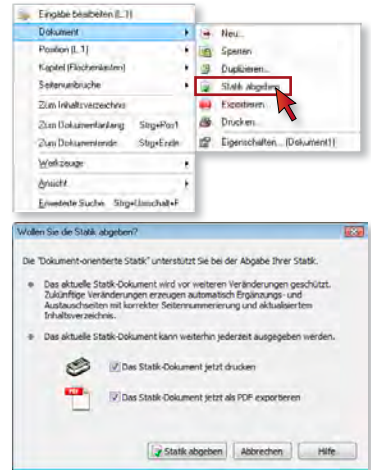 Eingabe bearbeiten (L.1)
Dokument
Position (L.1)
Kapitel (Flächenlasten)
Seitenumbrüche
Zum Inhaltsverzeichnis
Zum Dokumentanfang Strg+Pos1
Zum Dokumentende Strg+Ende
Werkzeuge
Ansicht
Erweiterte Suche Strg+Umschalt+F
Neu...
Sperren
Duplizieren...
Statik abgeben
Exportieren
Drucken...
Eigenschaften... (Dokument1)
Wollen Sie die Statik abgeben?
Die "Dokument-orientierte Statik" unterstützt Sie bei der Abgabe Ihrer Statik.
Das aktuelle Statik-Dokument wird vor weiteren Veränderungen geschützt.
Zukünftige Veränderungen erzeugen automatisch Ergänzungs- und
Austauschseiten mit korrekter Seitennummerierung und aktualisiertem
Inhaltsverzeichnis.
Das aktuelle Statik-Dokument kann weiterhin jederzeit ausgegeben werden.
Das Statik-Dokument jetzt drucken
PDF
Das Statik-Dokument jetzt als PDF exportieren
Statik abgeben Abbrechen Hilfe